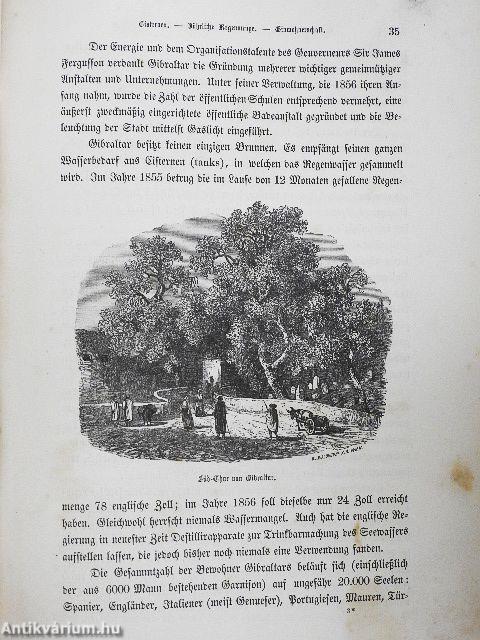 Cisternen. — Jährliche Regenmenge. — Einwohnerschaft. 35
Der Energie und dem Organisationstalente des Gouverneurs Sir James
Fergusson verdankt Gibraltar die Gründung mehrerer wichtiger gemeinnütziger
Anstalten und Unternehmungen. Unter seiner Verwaltung, die 1856 ihren An-
fang nahm, wurde die Zahl der öffentlichen Schulen entsprechend vermehrt, eine
äußerst zweckmäßig eingerichtete öffentliche Badeanstalt gegründet und die Be-
leuchtung der Stadt mittelst Gaslicht eingeführt.
Gibraltar besitzt keinen einzigen Brunnen. Es empfängt seinen ganzen
Wasserbedarf aus Cisternen (tanks), in welchen das Regenwasser gesammelt
wird. Im Jahre 1855 betrug die im Laufe von 12 Monaten gefallene Regen-
Süd-Thor von Gibraltar.
menge 78 englische Zoll; im Jahre 1856 soll dieselbe nur 24 Zoll erreicht
haben. Gleichwohl herrscht niemals Wassermangel. Auch hat die englische Re-
gierung in neuester Zeit Destillirapparate zur Trinkbarmachung des Seewassers
aufstellen lassen, die jedoch bisher noch niemals eine Verwendung fanden.
Die Gesammtzahl der Bewohner Gibraltars beläuft sich (einschließlich
der aus 6000 Mann bestehenden Garnison) auf ungefähr 20.000 Seelen:
Spanier, Engländer, Italiener (meist Genueser), Portugiesen, Mauren, Tür-
3*
Antikvárium.hu